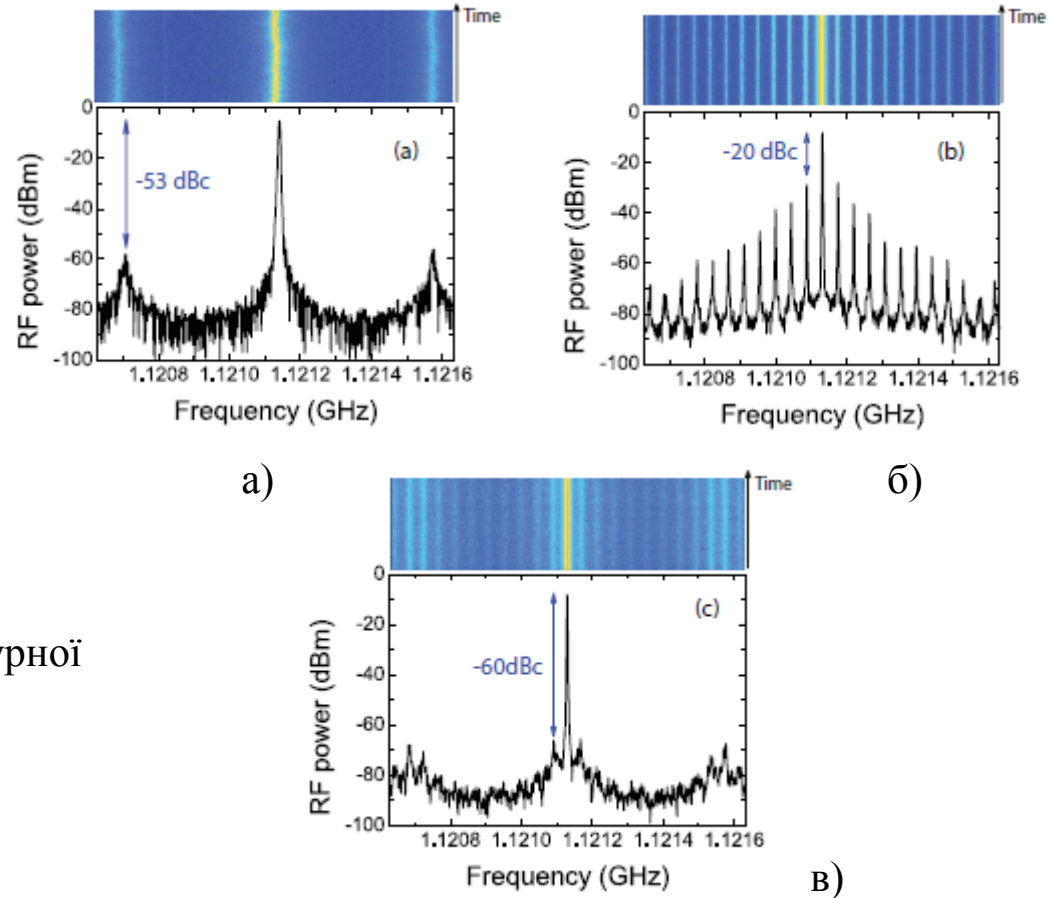 Time
0
-20
-40
-60
-80
-100
RF power (dBm)
-53 dBc
(a)
1.1208 1.1210 1.1212 1.1214 1.1216
Frequency (GHz)
Time
0
-20
-40
-60
-80
-100
RF power (dBm)
-20 dBc
(b)
1.1208 1.1210 1.1212 1.1214 1.1216
Frequency (GHz)
а)
б)
Time
0
-20
-40
-60
-80
-100
RF power (dBm)
-60dBc
(c)
1.1208 1.1210 1.1212 1.1214 1.1216
Frequency (GHz)
урної
в)